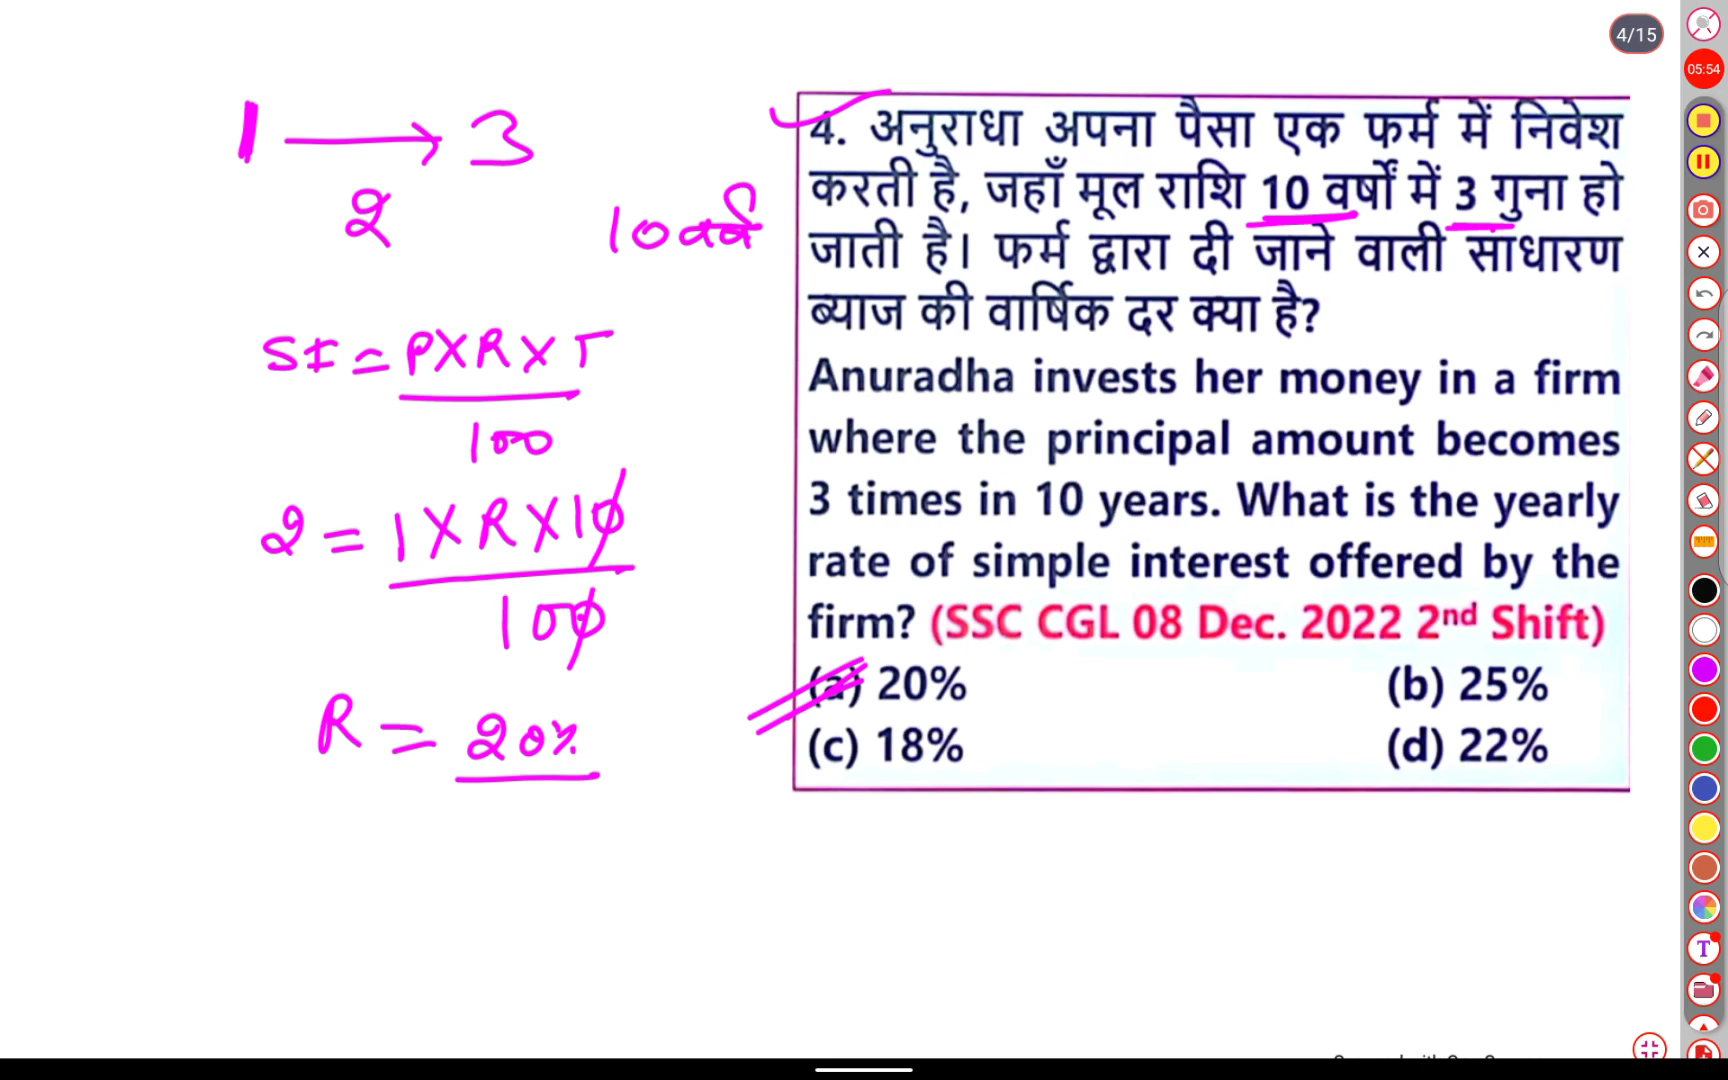 4/15
05:54
1 → 3
2
10 वर्ष
SI = P×R×T
100
2 = 1×R×10
100
R = 20%
4. अनुराधा अपना पैसा एक फर्म में निवेश
करती है, जहाँ मूल राशि 10 वर्षों में 3 गुना हो
जाती है। फर्म द्वारा दी जाने वाली साधारण
ब्याज की वार्षिक दर क्या है?
Anuradha invests her money in a firm
where the principal amount becomes
3 times in 10 years. What is the yearly
rate of simple interest offered by the
firm? (SSC CGL 08 Dec. 2022 2nd Shift)
(a) 20% (b) 25%
(c) 18% (d) 22%
T